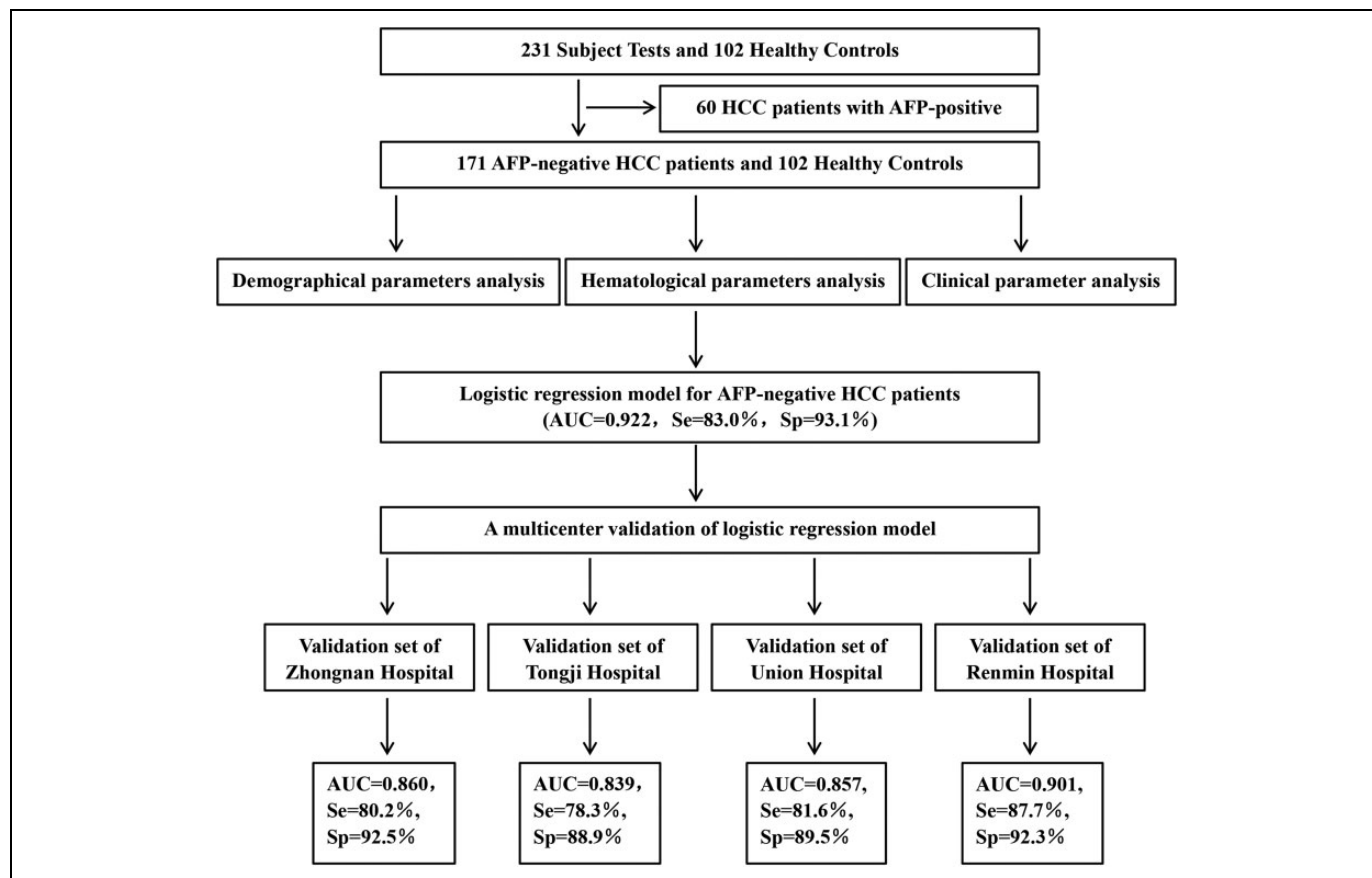 231 Subject Tests and 102 Healthy Controls
60 HCC patients with AFP-positive
171 AFP-negative HCC patients and 102 Healthy Controls
Demographical parameters analysis
Hematological parameters analysis
Clinical parameter analysis
Logistic regression model for AFP-negative HCC patients
(AUC=0.922，Se=83.0%，Sp=93.1%)
A multicenter validation of logistic regression model
Validation set of
Zhongnan Hospital
Validation set of
Tongji Hospital
Validation set of
Union Hospital
Validation set of
Renmin Hospital
AUC=0.860，
Se=80.2%,
Sp=92.5%
AUC=0.839，
Se=78.3%,
Sp=88.9%
AUC=0.857,
Se=81.6%,
Sp=89.5%
AUC=0.901,
Se=87.7%,
Sp=92.3%